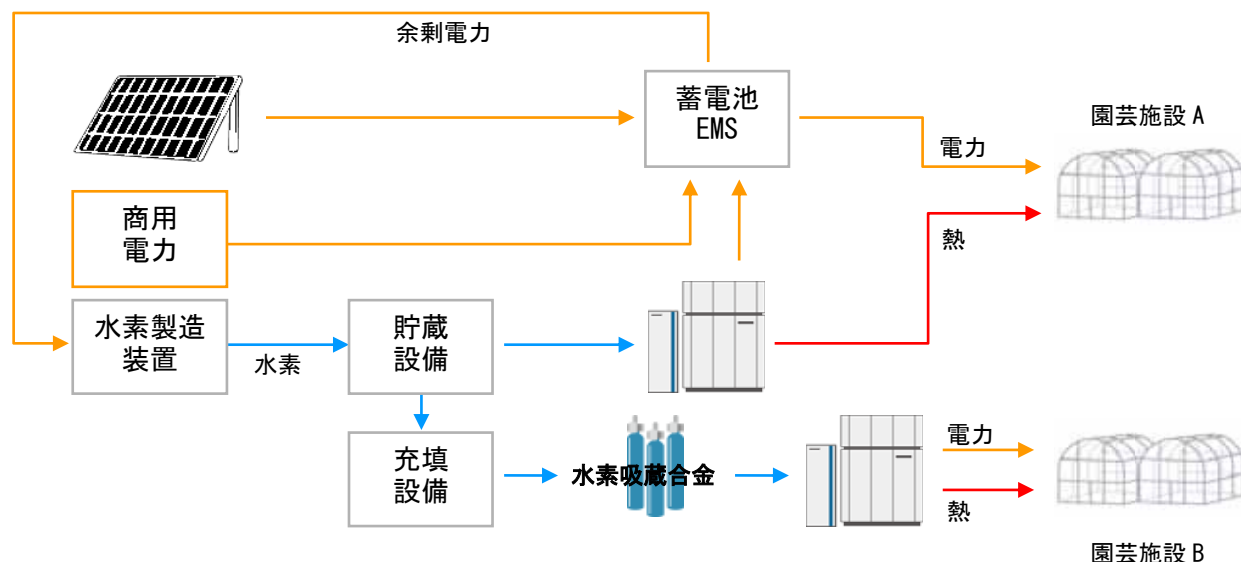 余剰電力
蓄電池
EMS
園芸施設 A
電力
商用
電力
熱
水素製造
装置
水素
貯蔵
設備
充填
設備
水素吸蔵合金
電力
熱
園芸施設 B